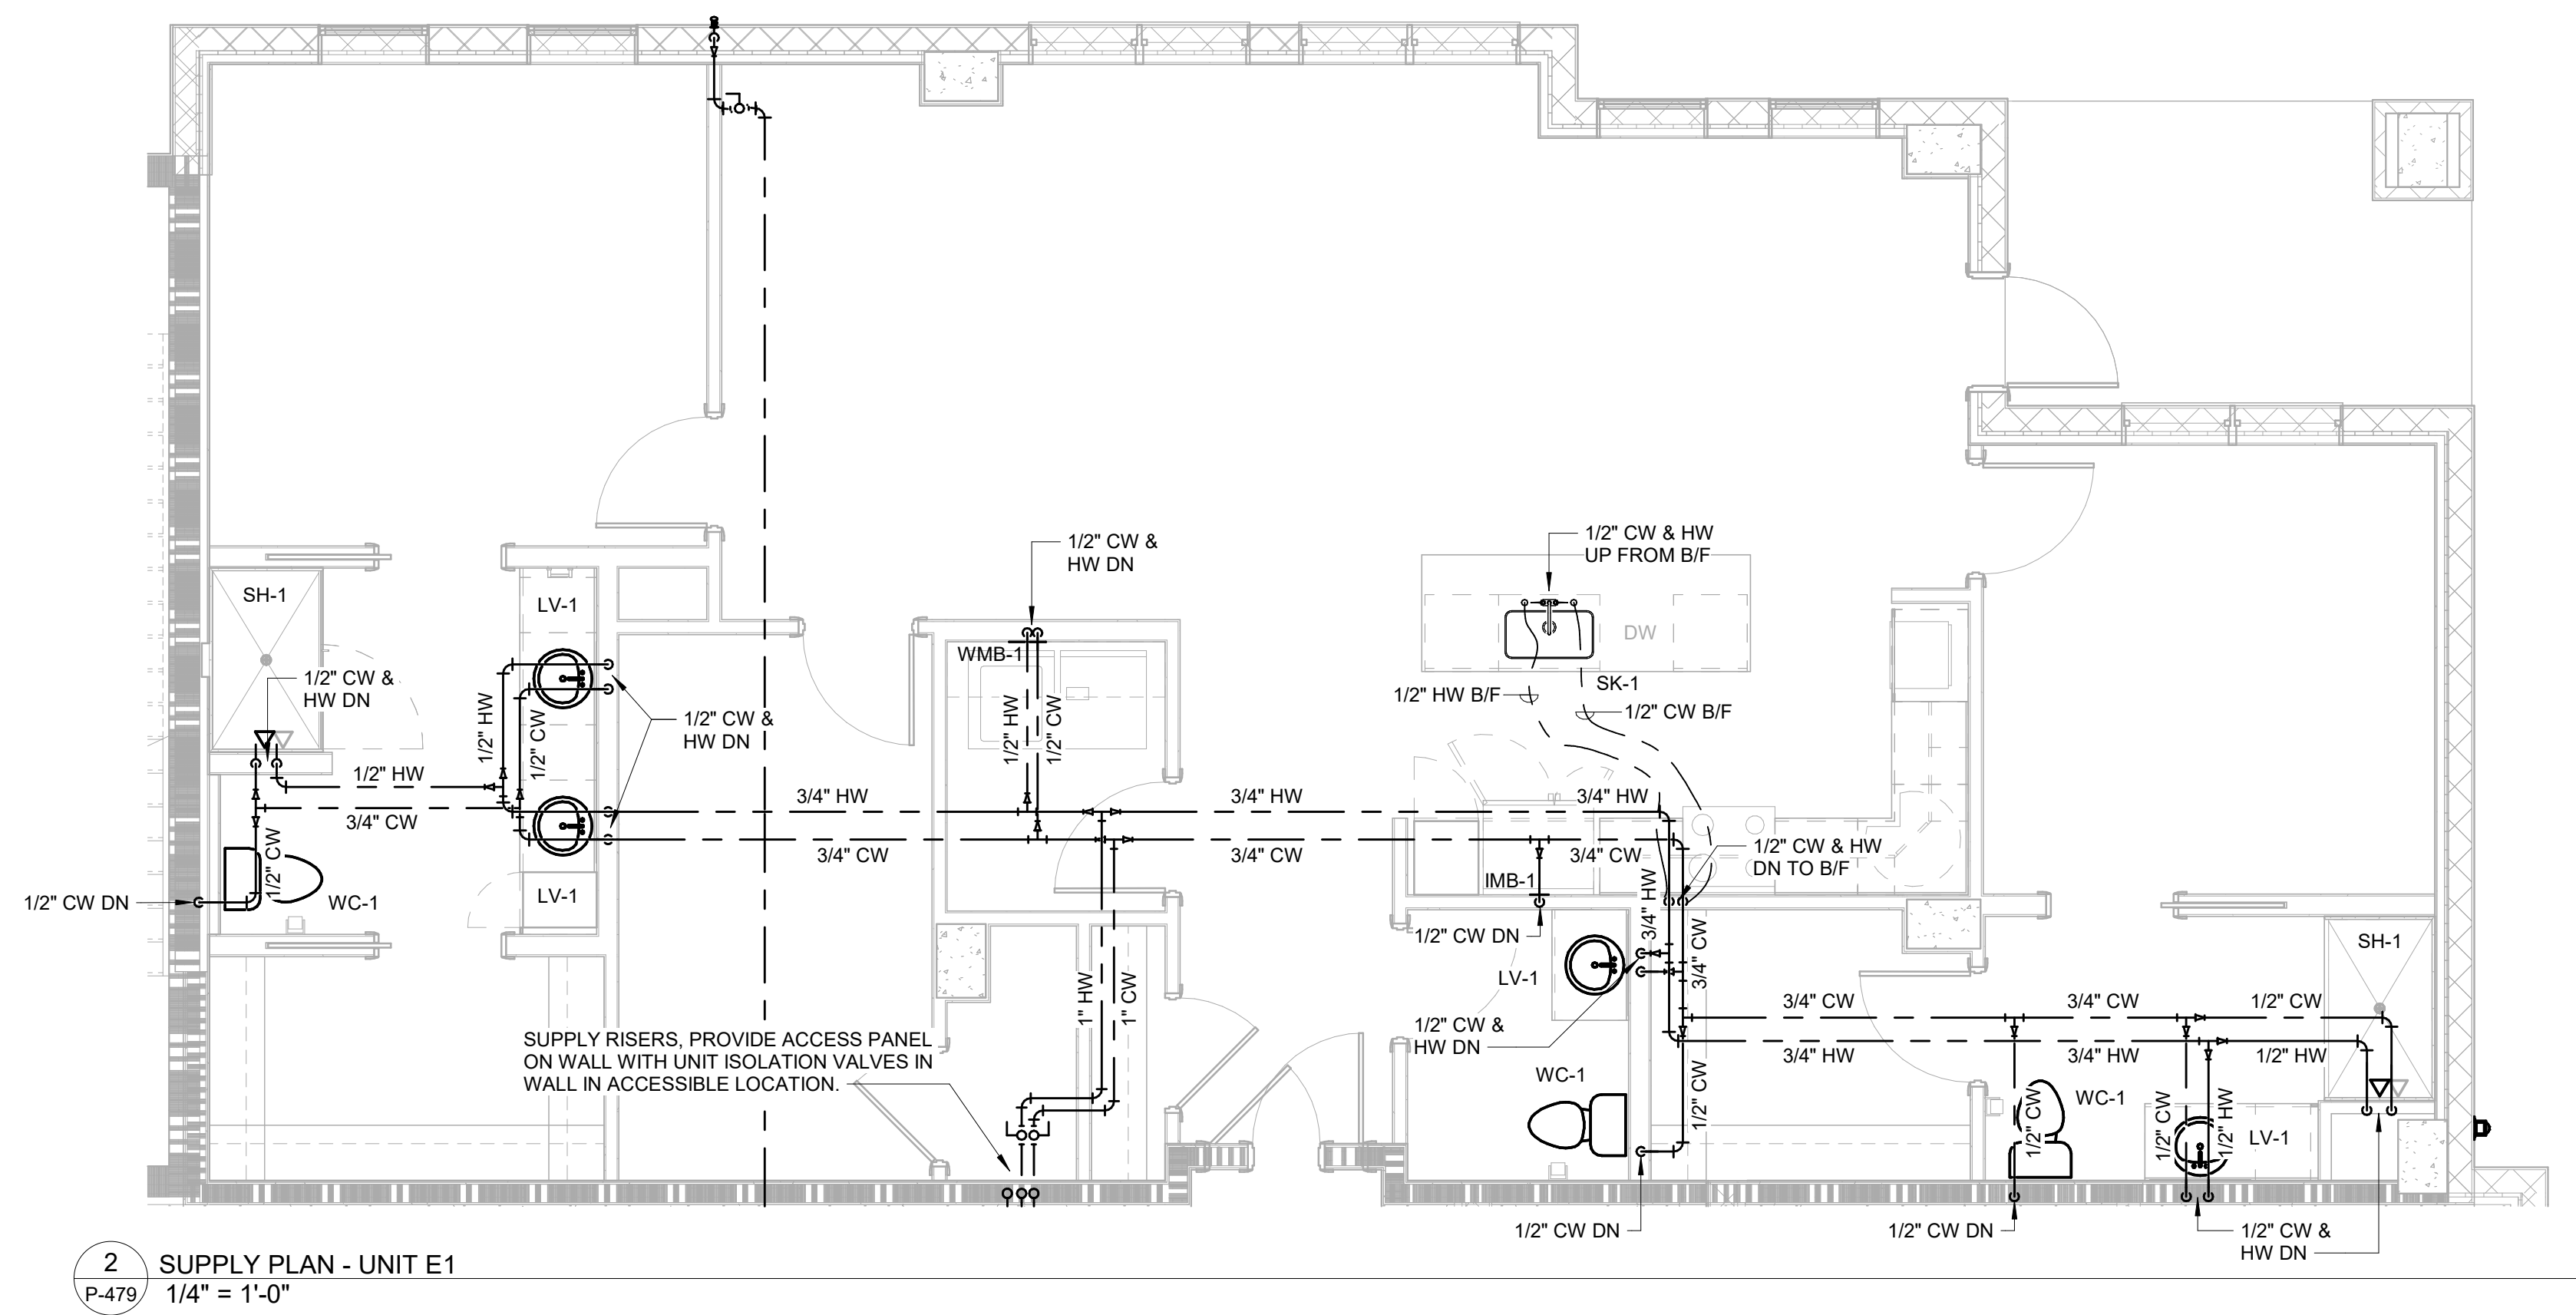 1/2" CW & HW
UP FROM B/F
1/2" CW &
HW DN
SH-1
LV-1
DW
WMB-1
1/2" CW &
HW DN
SK-1
1/2" HW B/F
1/2" CW B/F
1/2" CW &
HW DN
1/2" HW
1/2" CW
1/2" HW
1/2" CW
1/2" HW
3/4" CW
3/4" HW
3/4" CW
3/4" HW
3/4" CW
3/4" HW
3/4" CW
1/2" CW & HW
DN TO B/F
1/2" CW
1/2" CW DN
WC-1
LV-1
IMB-1
1/2" CW DN
3/4" HW
3/4" CW
LV-1
SH-1
1" HW
1" CW
3/4" CW
3/4" CW
1/2" CW
1/2" CW &
HW DN
3/4" HW
3/4" HW
1/2" HW
SUPPLY RISERS, PROVIDE ACCESS PANEL
ON WALL WITH UNIT ISOLATION VALVES IN
WALL IN ACCESSIBLE LOCATION.
WC-1
1/2" CW
1/2" CW
WC-1
1/2" CW
1/2" HW
LV-1
1/2" CW DN
1/2" CW DN
1/2" CW &
HW DN
2
SUPPLY PLAN - UNIT E1
P-479
1/4" = 1'-0"